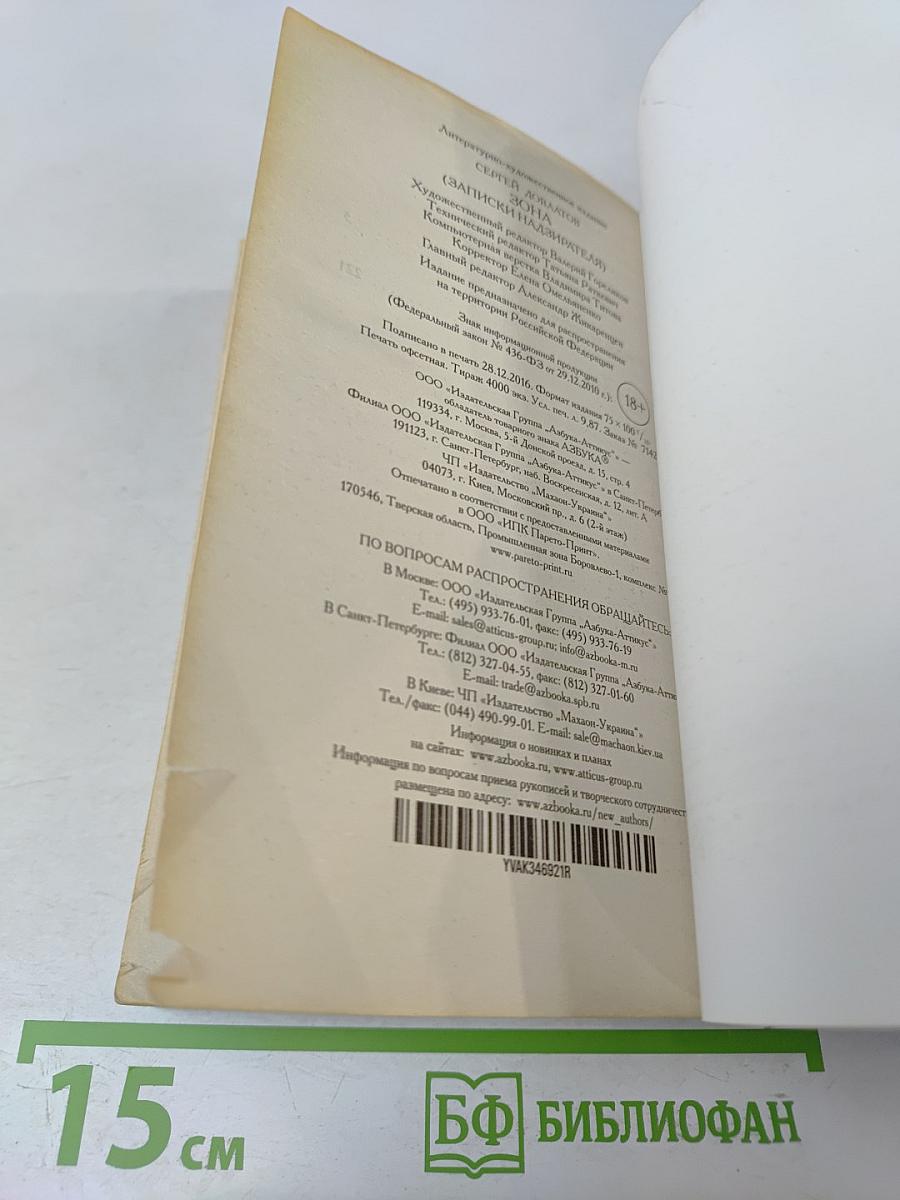 Литературно-художественное издание
СЕРГЕЙ ДОВЛАТОВ
ЗОНА
(ЗАПИСКИ НАДЗИРАТЕЛЯ)
Художественный редактор Валерий Гореликов
Технический редактор Татьяна Раткевич
Компьютерная верстка Владимира Титова
Корректор Елена Омельяненко
Главный редактор Александр Жикаренцев
Издание предназначено для распространения
на территории Российской Федерации
Знак информационной продукции
(Федеральный закон № 436-ФЗ от 29.12.2010 г.):
18+
Подписано в печать 28.12.2016. Формат издания 75 × 100 1/
Печать офсетная. Тираж 4000 экз. Усл. печ. л. 9,87. Заказ № 7142
ООО «Издательская Группа „Азбука-Аттикус"» —
обладатель товарного знака АЗБУКА®
119334, г. Москва, 5-й Донской проезд, д. 15, стр. 4
Филиал ООО «Издательская Группа „Азбука-Аттикус"» в Санкт-Петерб
191123, г. Санкт-Петербург, наб. Воскресенская, д. 12, лит. А
ЧП «Издательство „Махаон-Украина"»
04073, г. Киев, Московский пр., д. 6 (2-й этаж)
Отпечатано в соответствии с предоставленными материалами
в ООО «ИПК Парето-Принт».
170546, Тверская область, Промышленная зона Боровлево-1, комплекс №
www.pareto-print.ru
ПО ВОПРОСАМ РАСПРОСТРАНЕНИЯ ОБРАЩАЙТЕСЬ:
В Москве: ООО «Издательская Группа „Азбука-Аттикус"»
Тел.: (495) 933-76-01, факс: (495) 933-76-19
E-mail: sales@atticus-group.ru; info@azbooka-m.ru
В Санкт-Петербурге: Филиал ООО «Издательская Группа „Азбука-Атти
Тел.: (812) 327-04-55, факс: (812) 327-01-60
E-mail: trade@azbooka.spb.ru
В Киеве: ЧП «Издательство „Махаон-Украина"»
Тел./факс: (044) 490-99-01. E-mail: sale@machaon.kiev.ua
Информация о новинках и планах
на сайтах: www.azbooka.ru, www.atticus-group.ru
Информация по вопросам приема рукописей и творческого сотрудничест
размещена по адресу: www.azbooka.ru/new_authors/
YVAK346921R
15 см
БФ БИБЛИОФАН